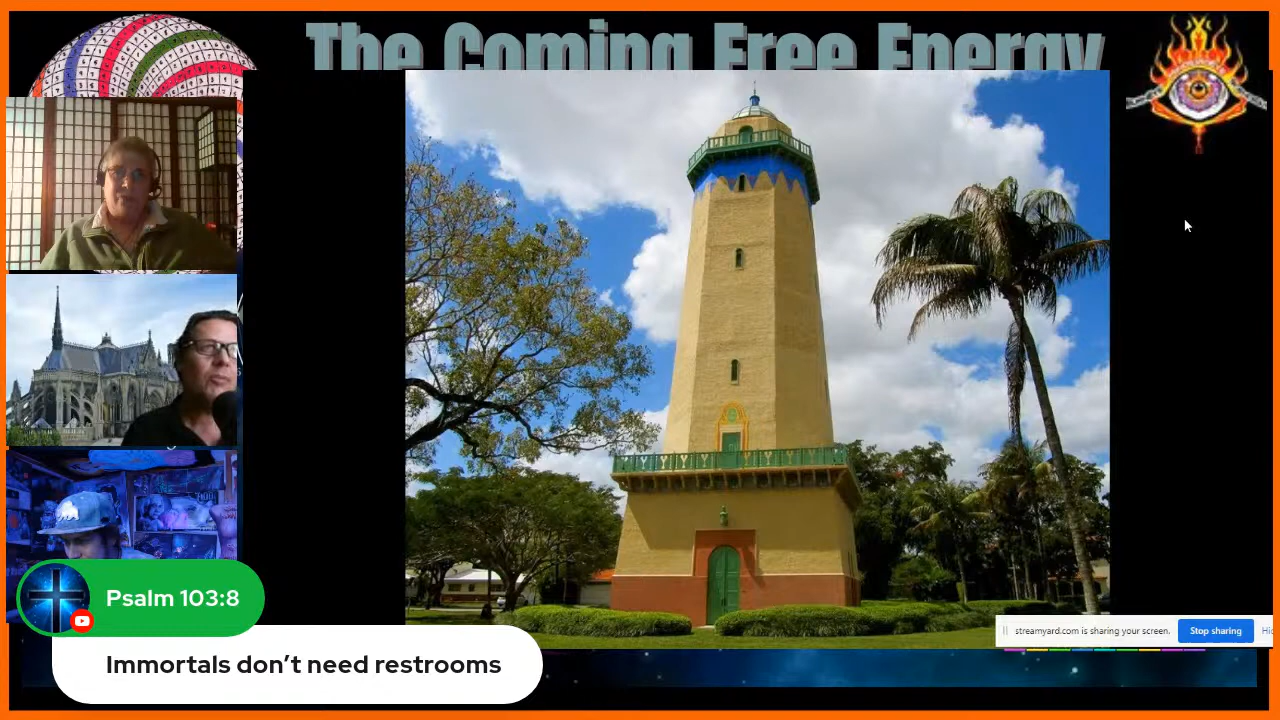 The Coming Free Energy
Psalm 103:8
Immortals don’t need restrooms
streamyard.com is sharing your screen.
Stop sharing